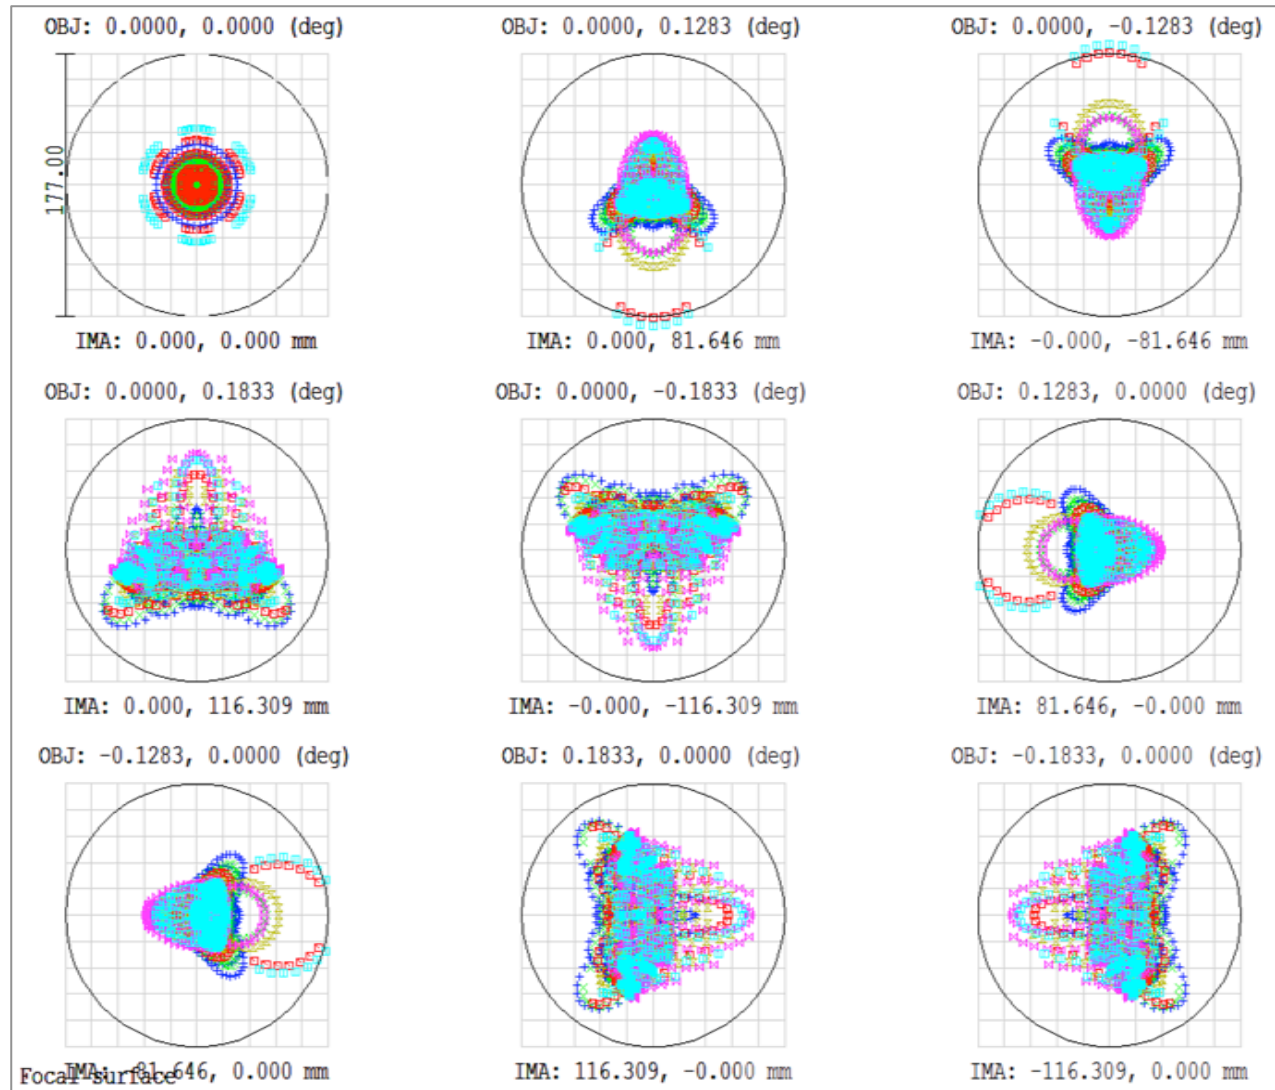 OBJ: 0.0000, 0.0000 (deg)
OBJ: 0.0000, 0.1283 (deg)
OBJ: 0.0000, -0.1283 (deg)
177.00
IMA: 0.000, 0.000 mm
IMA: 0.000, 81.646 mm
IMA: -0.000, -81.646 mm
OBJ: 0.0000, 0.1833 (deg)
OBJ: 0.0000, -0.1833 (deg)
OBJ: 0.1283, 0.0000 (deg)
IMA: 0.000, 116.309 mm
IMA: -0.000, -116.309 mm
IMA: 81.646, -0.000 mm
OBJ: -0.1283, 0.0000 (deg)
OBJ: 0.1833, 0.0000 (deg)
OBJ: -0.1833, 0.0000 (deg)
IMA: -81.646, 0.000 mm
IMA: 116.309, -0.000 mm
IMA: -116.309, 0.000 mm
Focal surface